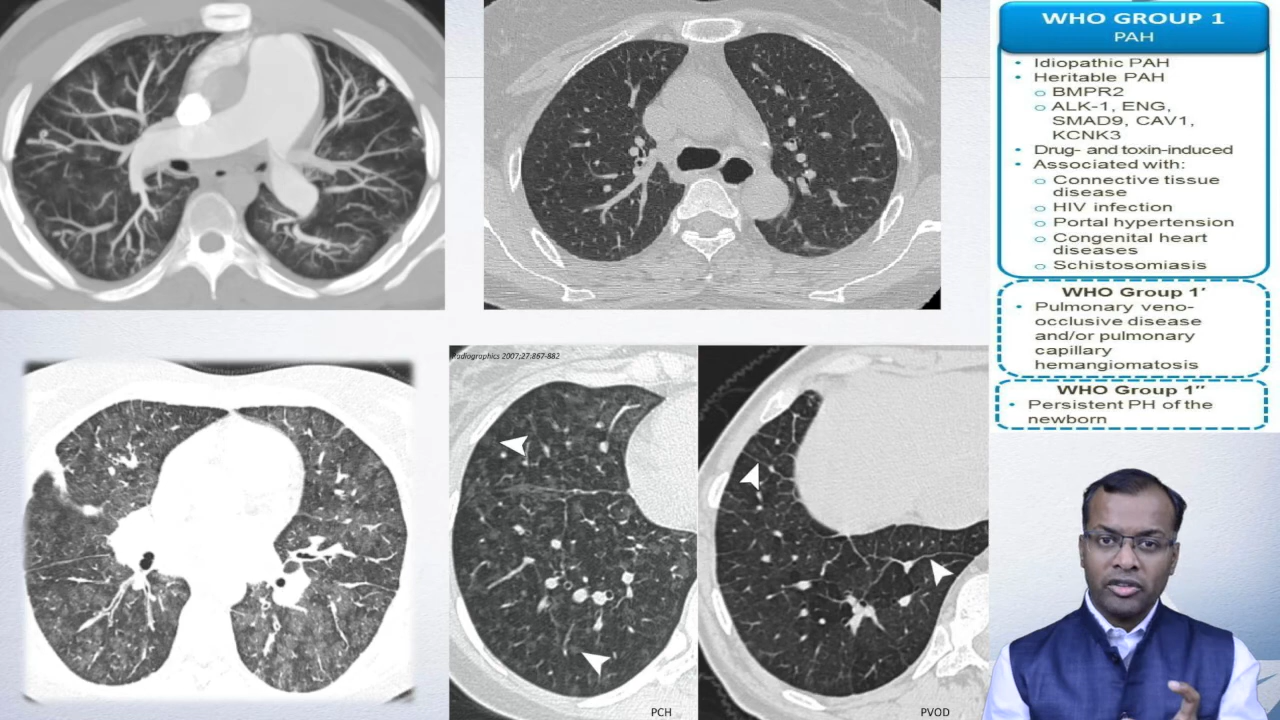 WHO GROUP 1
PAH
• Idiopathic PAH
• Heritable PAH
o BMPR2
o ALK-1, ENG,
SMAD9, CAV1,
KCNK3
• Drug- and toxin-induced
• Associated with:
o Connective tissue
disease
o HIV infection
o Portal hypertension
o Congenital heart
diseases
o Schistosomiasis
WHO Group 1′
• Pulmonary veno-
occlusive disease
and/or pulmonary
capillary
hemangiomatosis
WHO Group 1″
• Persistent PH of the
newborn
Radiographics 2007;27:867-882
PCH
PVOD